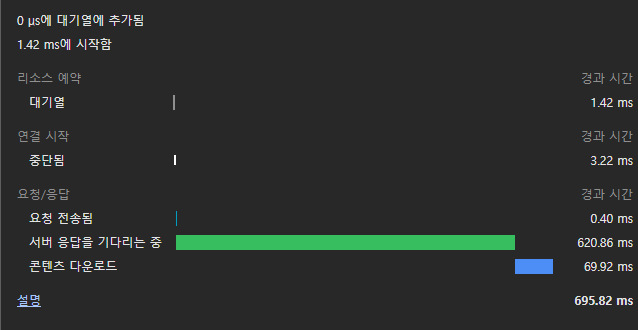 0 μs에 대기열에 추가됨
1.42 ms에 시작함
리소스 예약 경과 시간
대기열 1.42 ms
연결 시작 경과 시간
중단됨 3.22 ms
요청/응답 경과 시간
요청 전송됨 0.40 ms
서버 응답을 기다리는 중 620.86 ms
콘텐츠 다운로드 69.92 ms
설명 695.82 ms